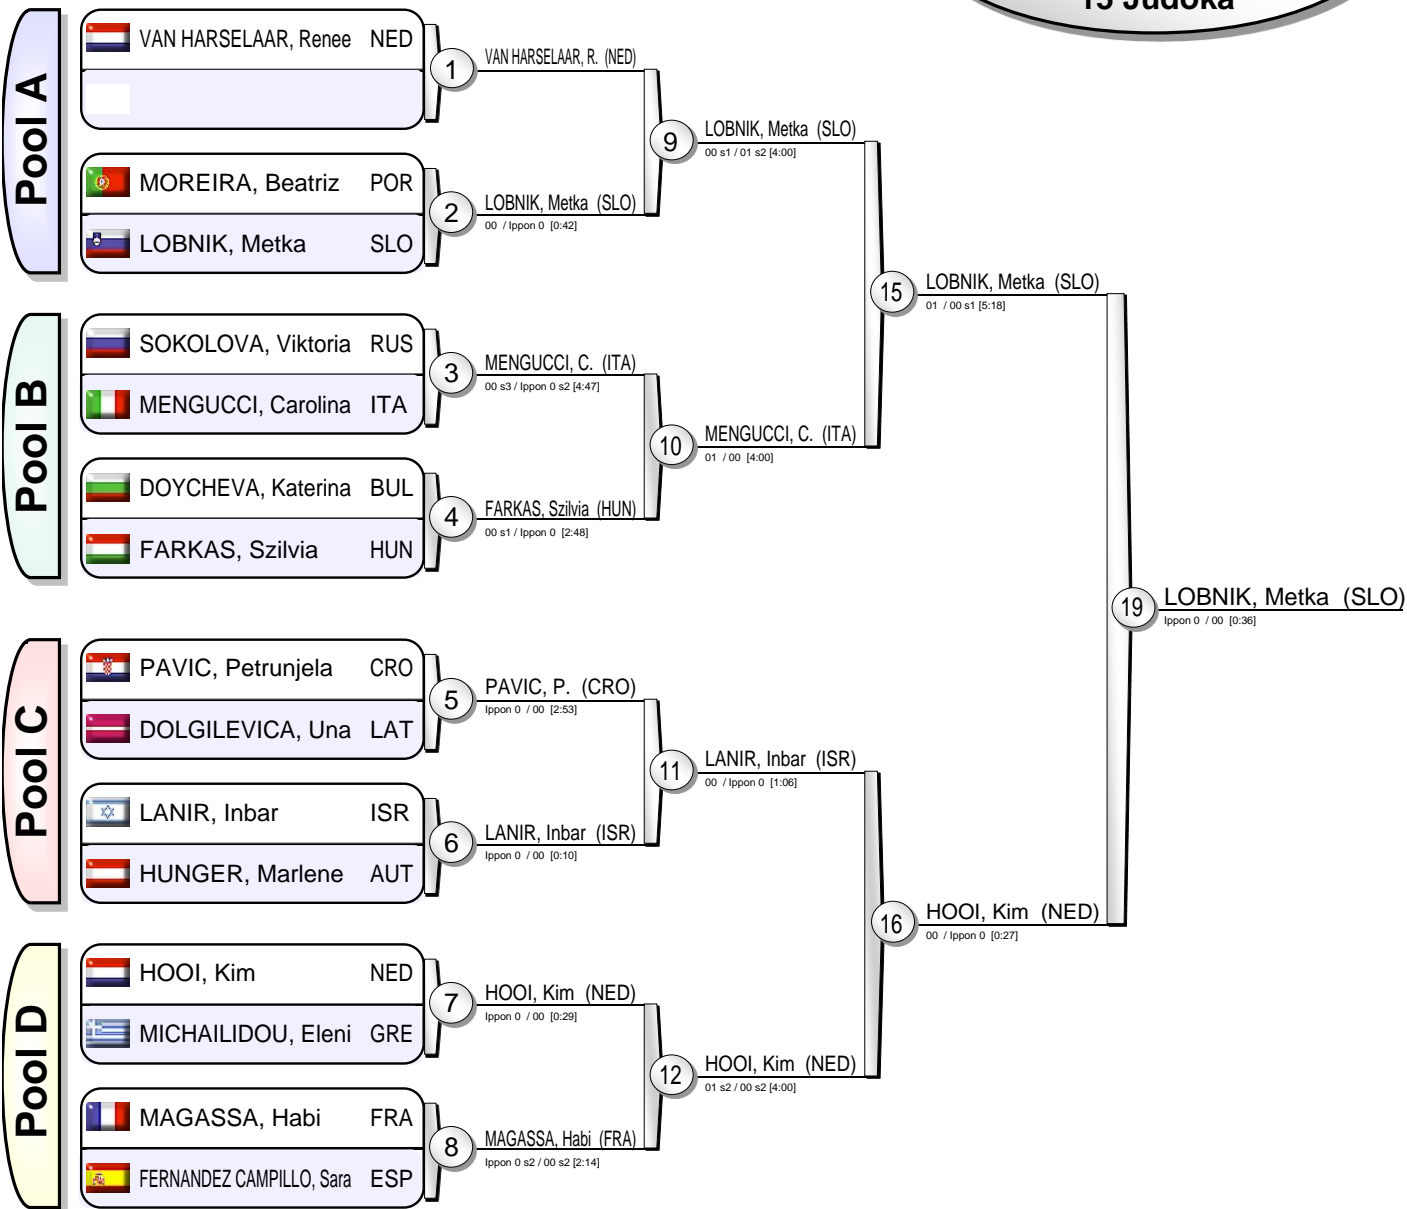 15 Judoka
Pool A
VAN HARSELAAR, Renee NED
1
VAN HARSELAAR, R. (NED)
MOREIRA, Beatriz POR
LOBNIK, Metka SLO
2
LOBNIK, Metka (SLO)
00 / Ippon 0 [0:42]
9
LOBNIK, Metka (SLO)
00 s1 / 01 s2 [4:00]
Pool B
SOKOLOVA, Viktoria RUS
MENGUCCI, Carolina ITA
3
MENGUCCI, C. (ITA)
00 s3 / Ippon 0 s2 [4:47]
DOYCHEVA, Katerina BUL
FARKAS, Szilvia HUN
4
FARKAS, Szilvia (HUN)
00 s1 / Ippon 0 [2:48]
10
MENGUCCI, C. (ITA)
01 / 00 [4:00]
15
LOBNIK, Metka (SLO)
01 / 00 s1 [5:18]
Pool C
PAVIC, Petrunjela CRO
DOLGILEVICA, Una LAT
5
PAVIC, P. (CRO)
Ippon 0 / 00 [2:53]
LANIR, Inbar ISR
HUNGER, Marlene AUT
6
LANIR, Inbar (ISR)
Ippon 0 / 00 [0:10]
11
LANIR, Inbar (ISR)
00 / Ippon 0 [1:06]
Pool D
HOOI, Kim NED
MICHAILIDOU, Eleni GRE
7
HOOI, Kim (NED)
Ippon 0 / 00 [0:29]
MAGASSA, Habi FRA
FERNANDEZ CAMPILLO, Sara ESP
8
MAGASSA, Habi (FRA)
Ippon 0 s2 / 00 s2 [2:14]
12
HOOI, Kim (NED)
01 s2 / 00 s2 [4:00]
16
HOOI, Kim (NED)
00 / Ippon 0 [0:27]
19
LOBNIK, Metka (SLO)
Ippon 0 / 00 [0:36]